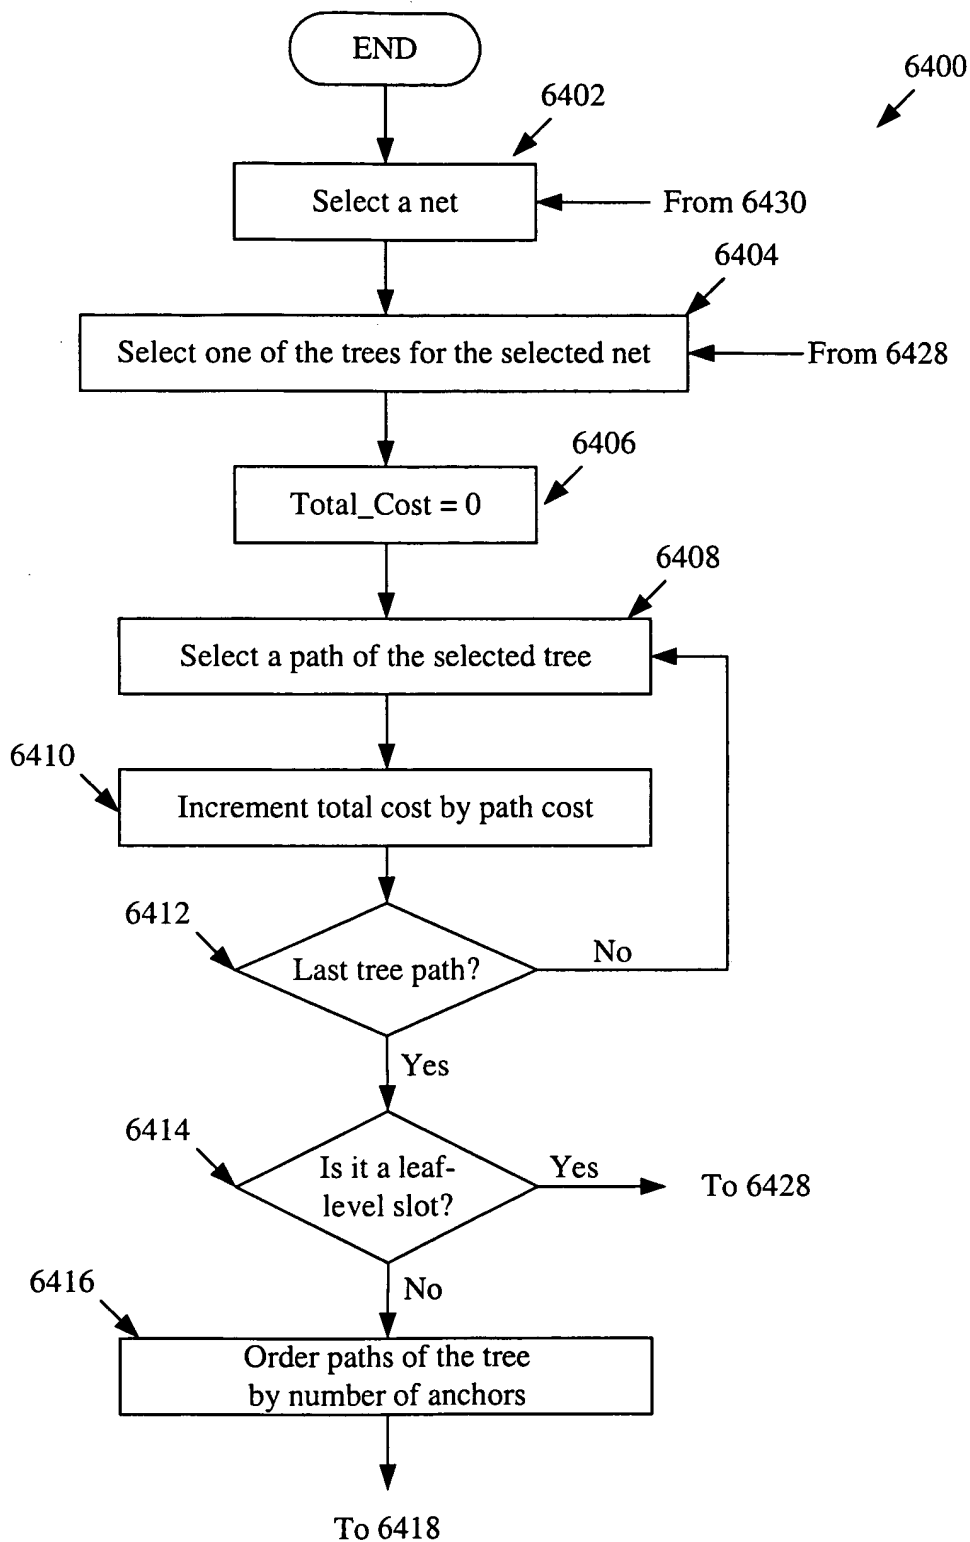 END
6400
6402
Select a net
From 6430
6404
Select one of the trees for the selected net
From 6428
6406
Total_Cost = 0
6408
Select a path of the selected tree
6410
Increment total cost by path cost
6412
Last tree path?
No
Yes
6414
Is it a leaf-
level slot?
Yes
To 6428
No
6416
Order paths of the tree
by number of anchors
To 6418